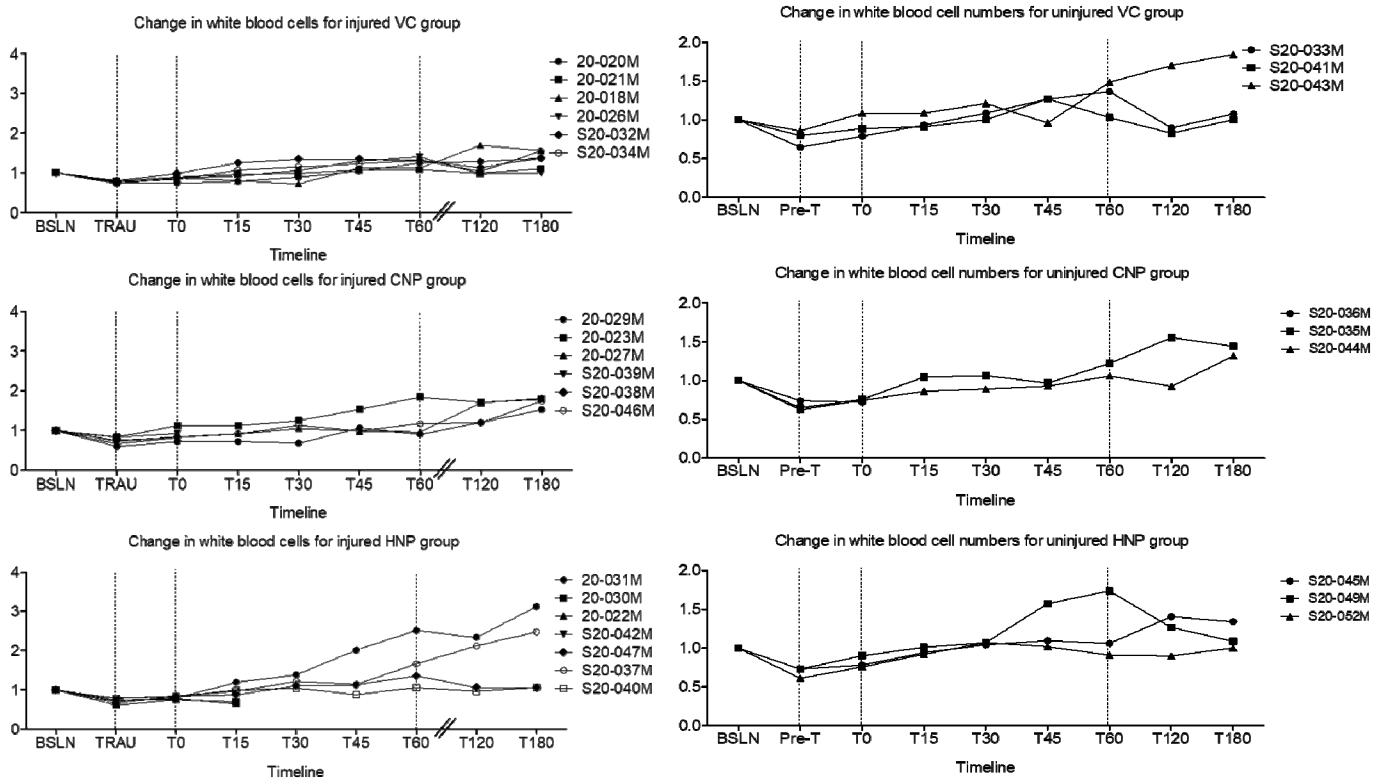 Change in white blood cells for injured VC group
4
3
2
1
0
BSLN TRAU T0 T15 T30 T45 T60 T120 T180
Timeline
20-020M
20-021M
20-018M
20-026M
S20-032M
S20-034M
Change in white blood cell numbers for uninjured VC group
2.0
1.5
1.0
0.5
0.0
BSLN Pre-T T0 T15 T30 T45 T60 T120 T180
Timeline
S20-033M
S20-041M
S20-043M
Change in white blood cells for injured CNP group
4
3
2
1
0
BSLN TRAU T0 T15 T30 T45 T60 T120 T180
Timeline
20-029M
20-023M
20-027M
S20-039M
S20-038M
S20-046M
Change in white blood cell numbers for uninjured CNP group
2.0
1.5
1.0
0.5
0.0
BSLN Pre-T T0 T15 T30 T45 T60 T120 T180
Timeline
S20-036M
S20-035M
S20-044M
Change in white blood cells for injured HNP group
4
3
2
1
0
BSLN TRAU T0 T15 T30 T45 T60 T120 T180
Timeline
20-031M
20-030M
20-022M
S20-042M
S20-047M
S20-037M
S20-040M
Change in white blood cell numbers for uninjured HNP group
2.0
1.5
1.0
0.5
0.0
BSLN Pre-T T0 T15 T30 T45 T60 T120 T180
Timeline
S20-045M
S20-049M
S20-052M